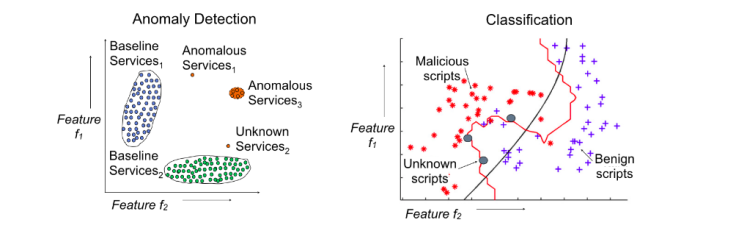 Anomaly Detection
Baseline
Services1
Anomalous
Services1
Anomalous
Services3
Unknown
Services2
Baseline
Services2
Feature
f1
Feature f2
Classification
Malicious
scripts
Unknown
scripts
Benign
scripts
Feature
f1
Feature f2